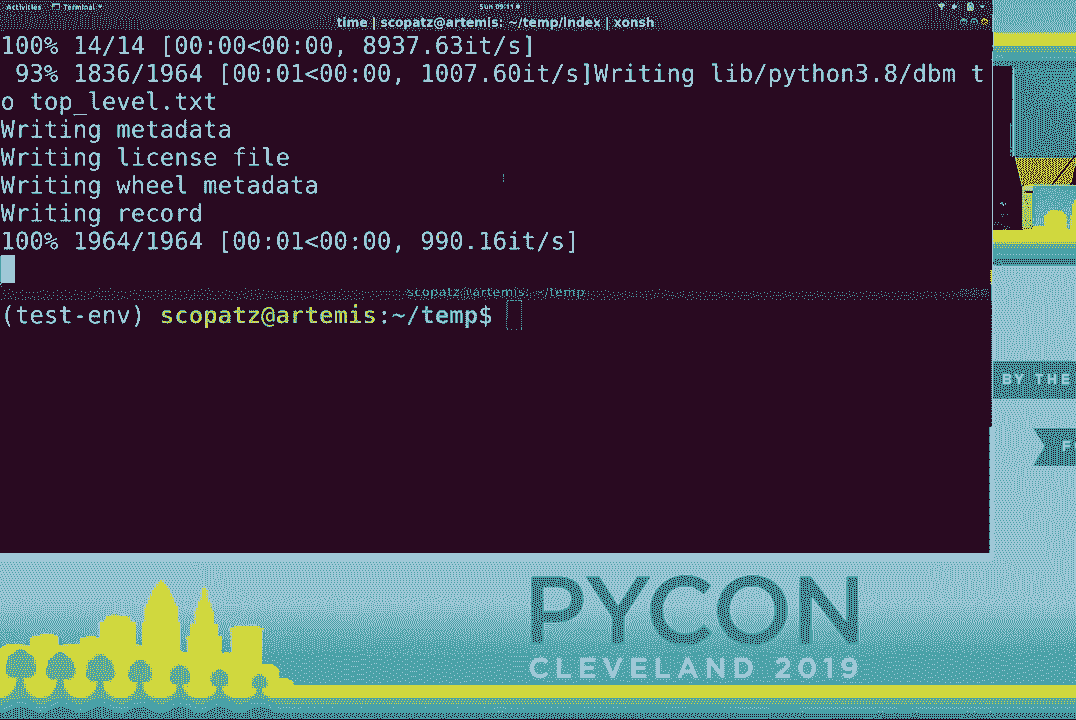 Activities Terminal Sun 09:11
time | scopatz@artemis: ~/temp/index | xonsh
100% 14/14 [00:00<00:00, 8937.63it/s]
 93% 1836/1964 [00:01<00:00, 1007.60it/s]Writing lib/python3.8/dbm t
o top_level.txt
Writing metadata
Writing license file
Writing wheel metadata
Writing record
100% 1964/1964 [00:01<00:00, 990.16it/s]
scopatz@artemis: ~/temp
(test-env) scopatz@artemis:~/temp$
BY THE
F
PYCON
CLEVELAND 2019